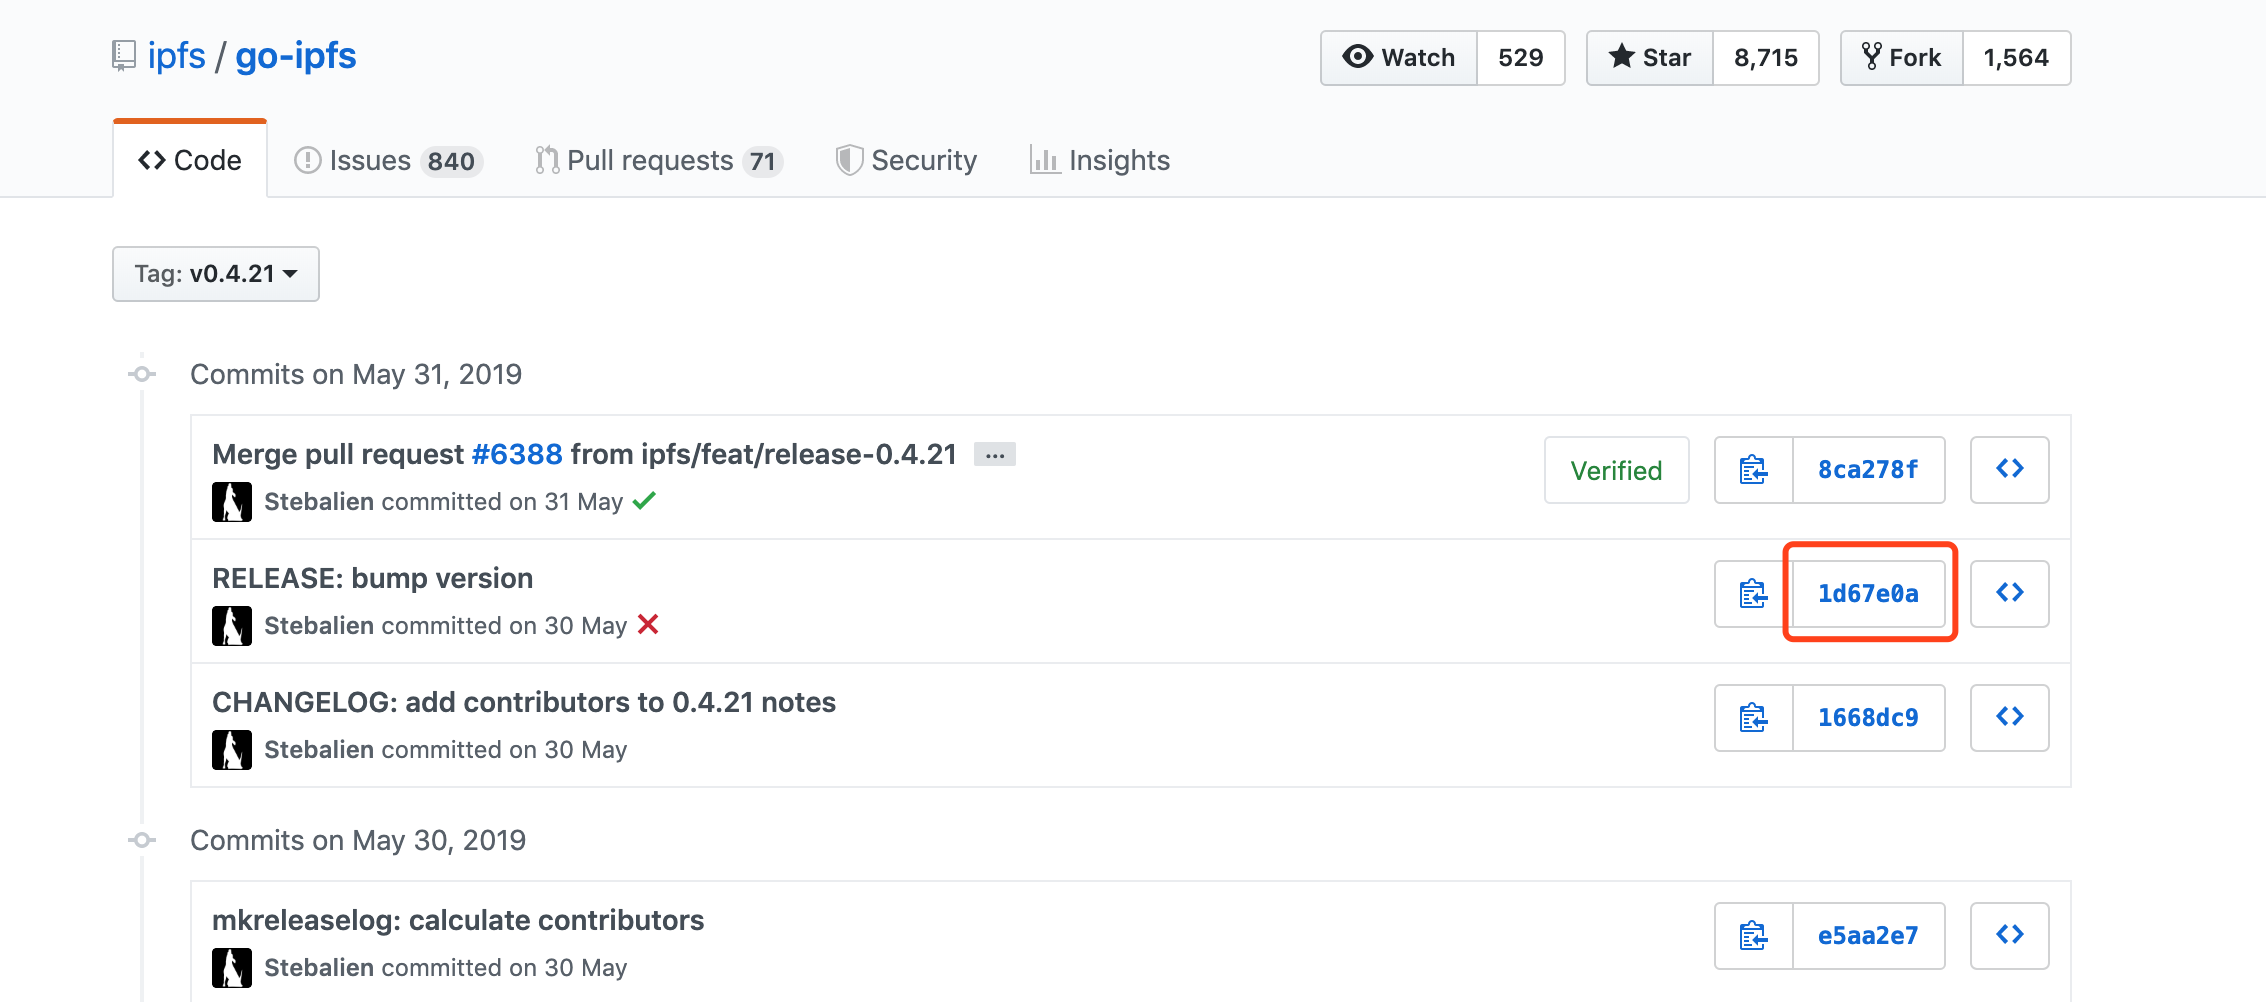 ipfs / go-ipfs
Watch 529 Star 8,715 Fork 1,564
Code Issues 840 Pull requests 71 Security Insights
Tag: v0.4.21
Commits on May 31, 2019
Merge pull request #6388 from ipfs/feat/release-0.4.21 ...
Verified 8ca278f
Stebalien committed on 31 May
RELEASE: bump version
1d67e0a
Stebalien committed on 30 May
CHANGELOG: add contributors to 0.4.21 notes
1668dc9
Stebalien committed on 30 May
Commits on May 30, 2019
mkreleaselog: calculate contributors
e5aa2e7
Stebalien committed on 30 May